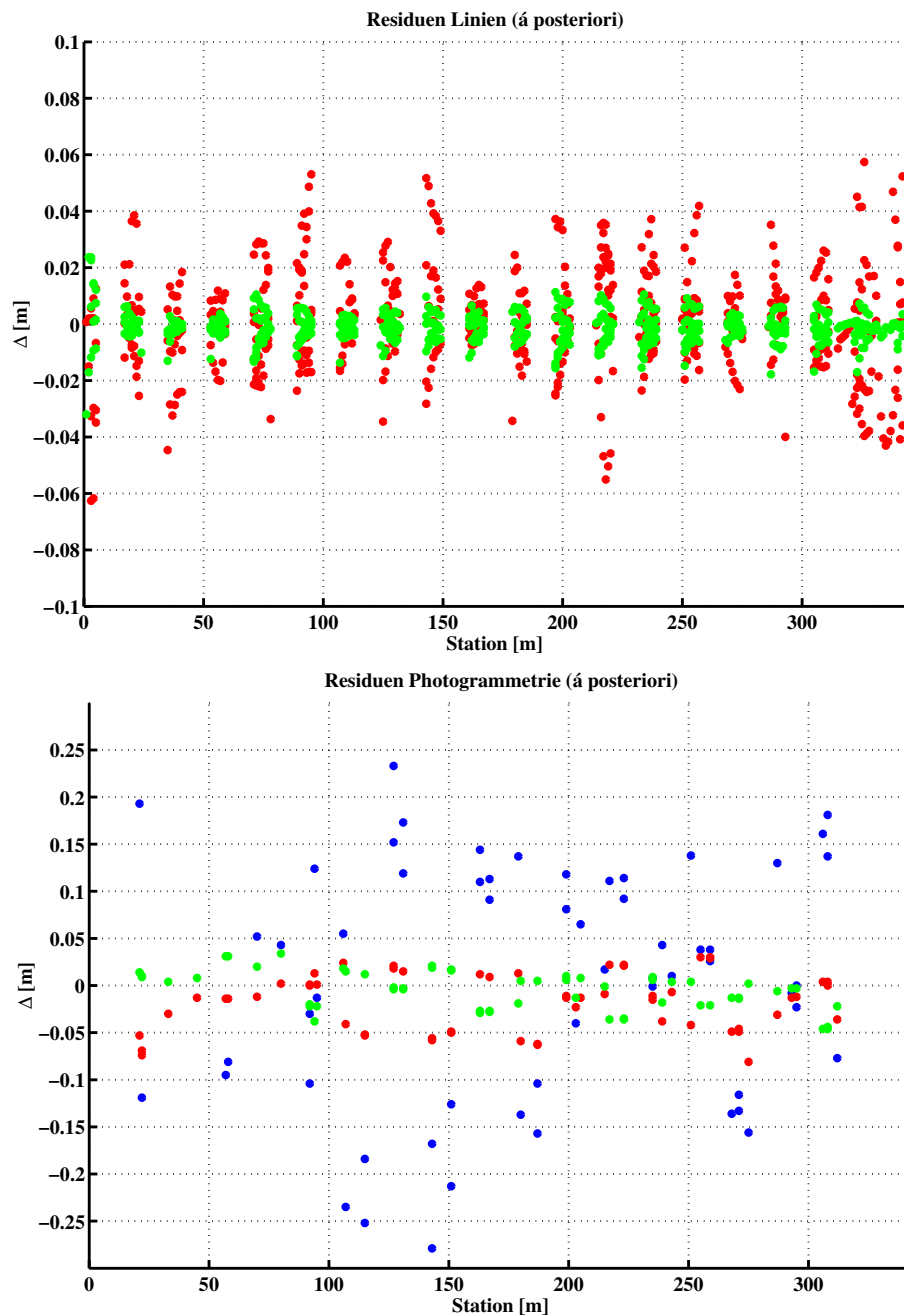 Residuen Linien (á posteriori)
0.1
0.08
0.06
0.04
0.02
0
−0.02
−0.04
−0.06
−0.08
−0.1
Δ [m]
0 50 100 150 200 250 300
Station [m]
Residuen Photogrammetrie (á posteriori)
0.25
0.2
0.15
0.1
0.05
0
−0.05
−0.1
−0.15
−0.2
−0.25
Δ [m]
0 50 100 150 200 250 300
Station [m]